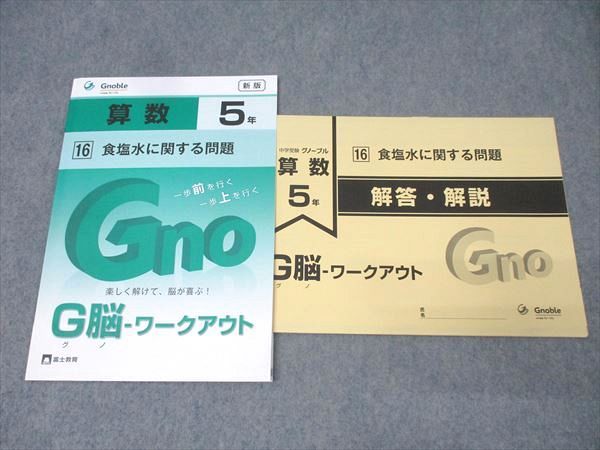 Gnoble
新版
算数 5年
16 食塩水に関する問題
一歩前を行く
一歩上を行く
Gno
楽しく解けて、脳が喜ぶ！
G脳-ワークアウト
グ ノ
富士教育
中学受験 グノーブル
算数
5年
16 食塩水に関する問題
解答・解説
Gno
G脳-ワークアウト
グ ノ
氏名
Gnoble